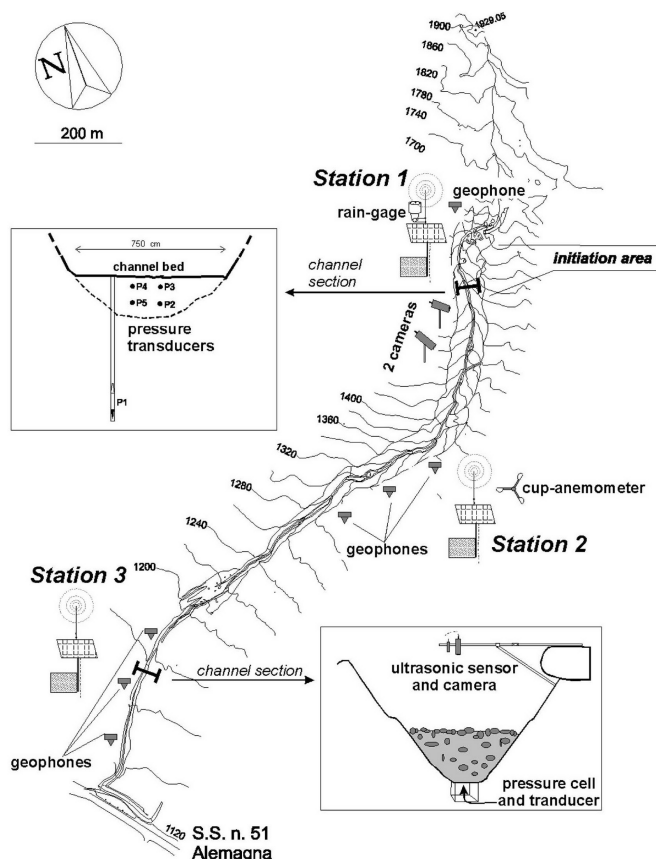 1900
1929.05
1860
1820
1780
1740
1700
N
200 m
Station 1
geophone
rain-gage
initiation area
channel
section
2 cameras
750 cm
channel bed
P4
P3
P5
P2
pressure
transducers
P1
1400
1360
1320
1280
1240
1200
cup-anemometer
geophones
Station 2
Station 3
channel section
ultrasonic sensor
and camera
pressure cell
and tranducer
geophones
1120
S.S. n. 51
Alemagna